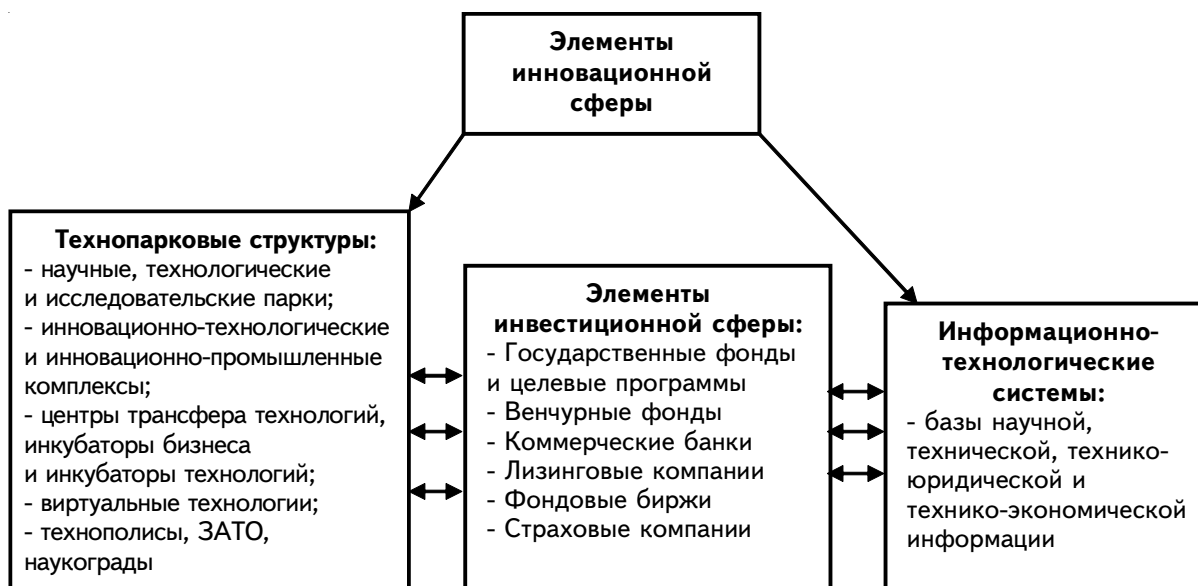 Элементы
инновационной
сферы
Технопарковые структуры:
- научные, технологические
и исследовательские парки;
- инновационно-технологические
и инновационно-промышленные
комплексы;
- центры трансфера технологий,
инкубаторы бизнеса
и инкубаторы технологий;
- виртуальные технологии;
- технополисы, ЗАТО,
наукограды
Элементы
инвестиционной сферы:
- Государственные фонды
и целевые программы
- Венчурные фонды
- Коммерческие банки
- Лизинговые компании
- Фондовые биржи
- Страховые компании
Информационно-
технологические
системы:
- базы научной,
технической, технико-
юридической и
технико-экономической
информации